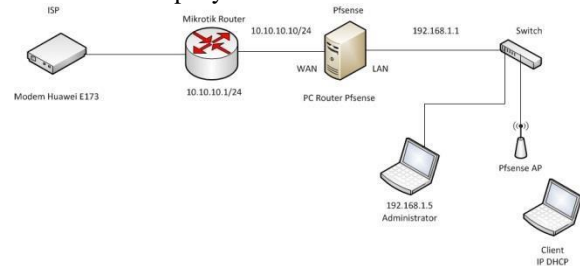 ISP
Mikrotik Router
Pfsense
10.10.10.10/24
192.168.1.1
Switch
WAN
LAN
Modem Huawei E173
10.10.10.1/24
PC Router Pfsense
Pfsense AP
192.168.1.5
Administrator
Client
IP DHCP